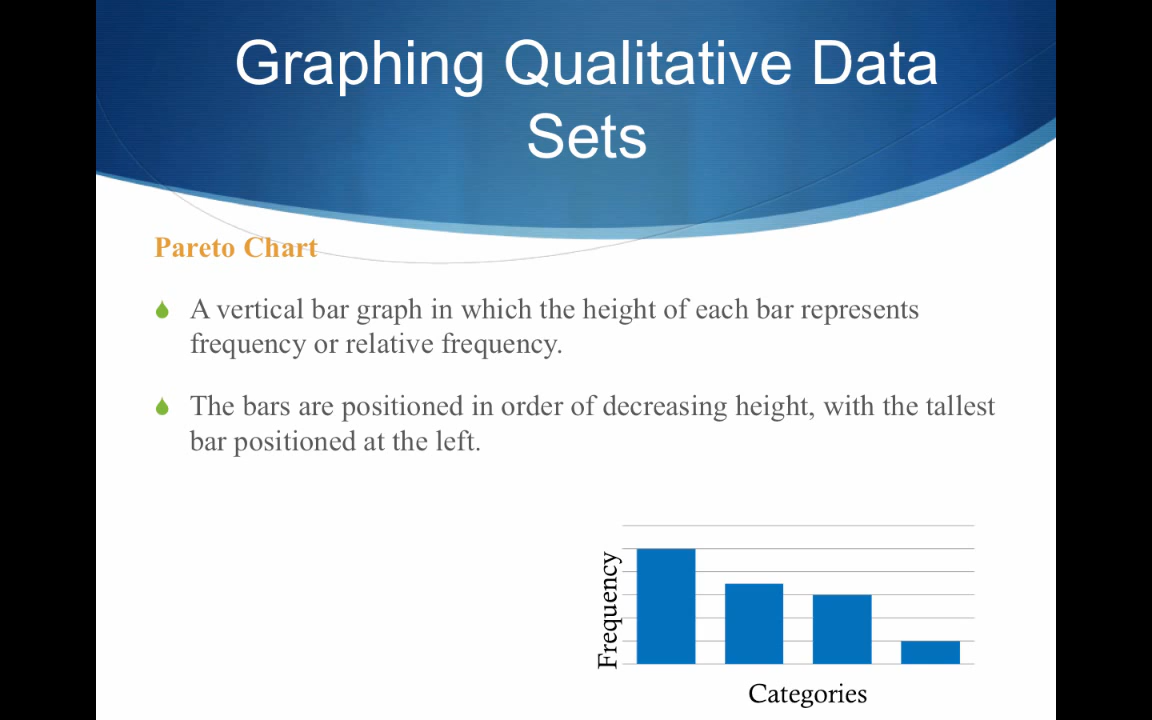 Graphing Qualitative Data
Sets
Pareto Chart
A vertical bar graph in which the height of each bar represents
frequency or relative frequency.
The bars are positioned in order of decreasing height, with the tallest
bar positioned at the left.
Frequency
Categories